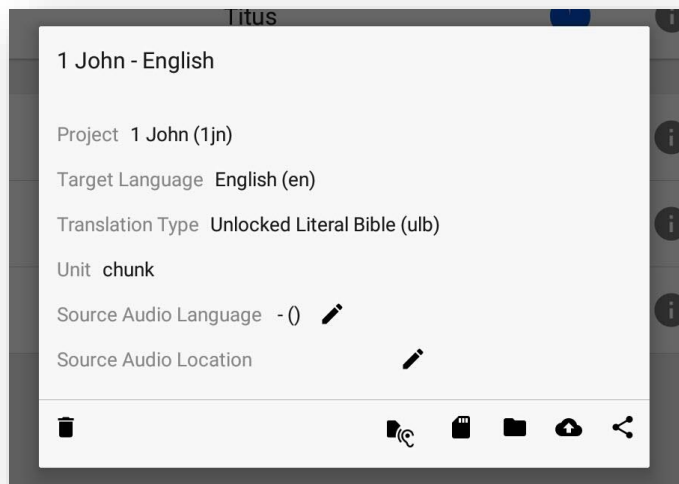 Titus
1 John - English
Project 1 John (1jn)
Target Language English (en)
Translation Type Unlocked Literal Bible (ulb)
Unit chunk
Source Audio Language - ()
Source Audio Location